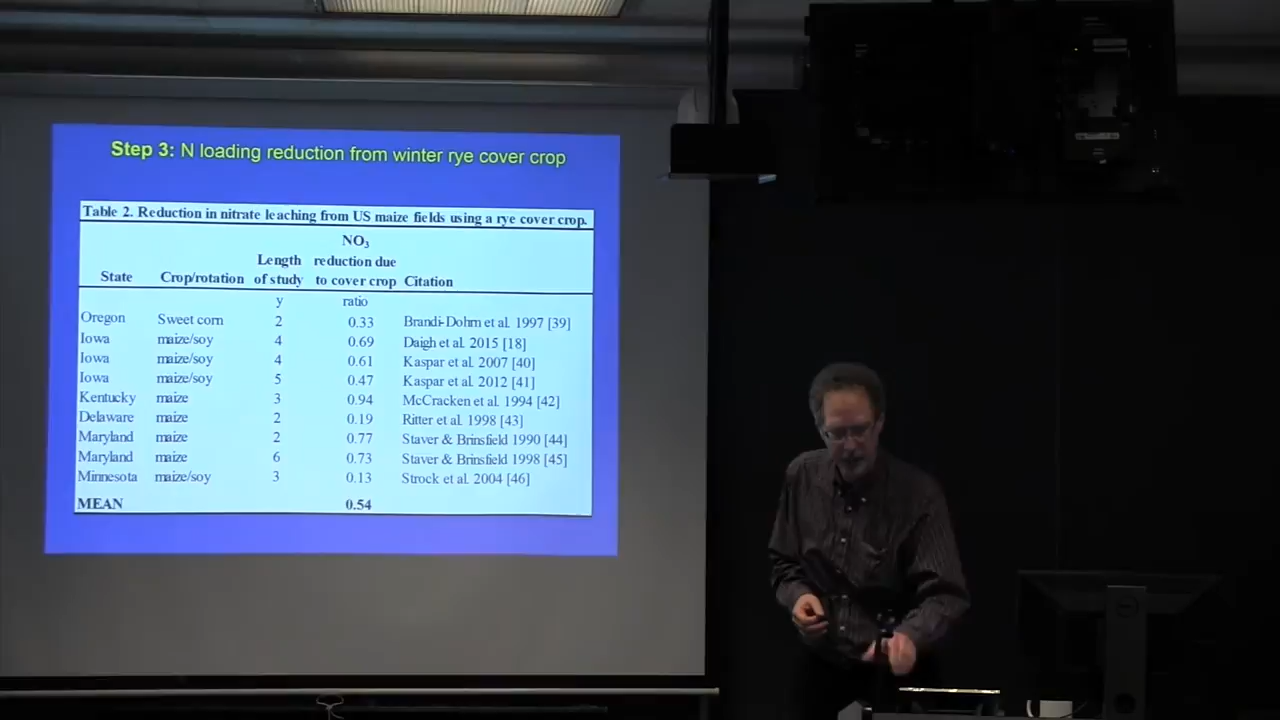 Step 3: N loading reduction from winter rye cover crop
Table 2. Reduction in nitrate leaching from US maize fields using a rye cover crop.
NO3
Length reduction due
State Crop/rotation of study to cover crop Citation
y ratio
Oregon Sweet corn 2 0.33 Brandi-Dohrn et al. 1997 [39]
Iowa maize/soy 4 0.69 Daigh et al. 2015 [18]
Iowa maize/soy 4 0.61 Kaspar et al. 2007 [40]
Iowa maize/soy 5 0.47 Kaspar et al. 2012 [41]
Kentucky maize 3 0.94 McCracken et al. 1994 [42]
Delaware maize 2 0.19 Ritter et al. 1998 [43]
Maryland maize 2 0.77 Staver & Brinsfield 1990 [44]
Maryland maize 6 0.73 Staver & Brinsfield 1998 [45]
Minnesota maize/soy 3 0.13 Strock et al. 2004 [46]
MEAN 0.54